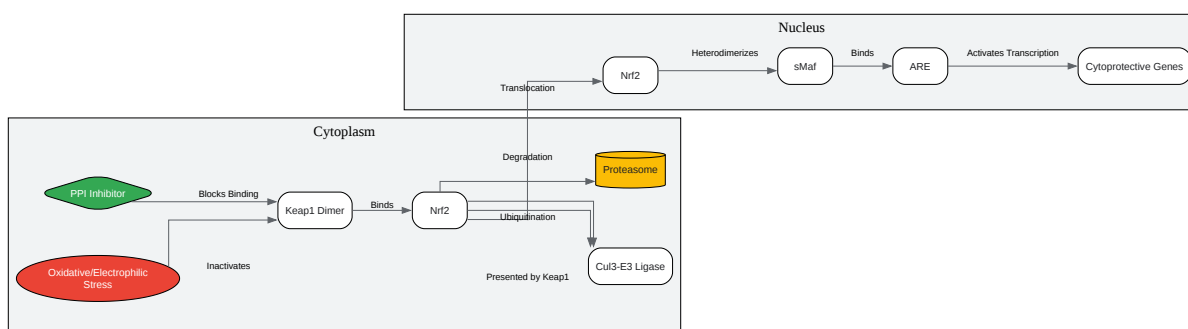 Nucleus
Heterodimerizes
Binds
Activates Transcription
Nrf2
sMaf
ARE
Cytoprotective Genes
Translocation
Cytoplasm
Degradation
Proteasome
PPI Inhibitor
Blocks Binding
Keap1 Dimer
Binds
Nrf2
Ubiquitination
Oxidative/Electrophilic
Stress
Inactivates
Presented by Keap1
Cul3-E3 Ligase